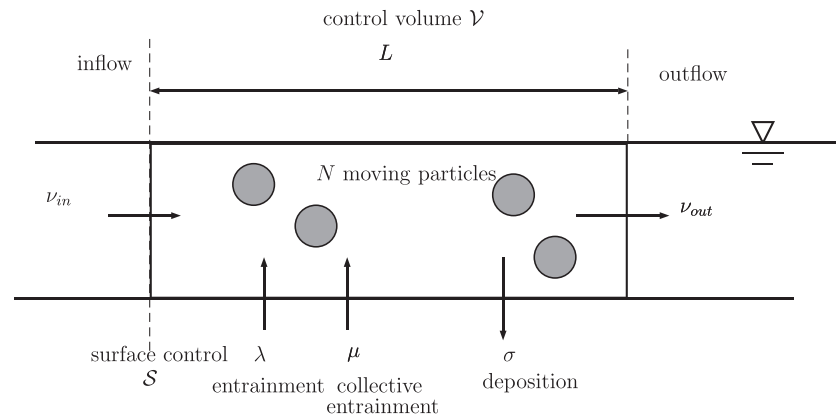 control volume 𝒱
L
inflow
outflow
N moving particles
ν_in
ν_out
surface control λ μ σ
𝒮
entrainment collective deposition
entrainment